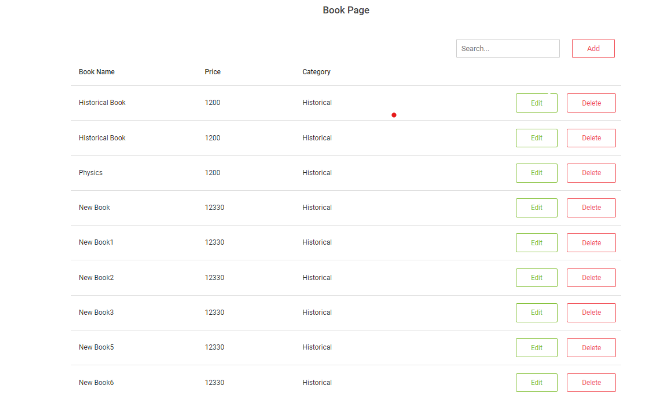 Book Page
Search... Add
Book Name Price Category
Historical Book 1200 Historical Edit Delete
Historical Book 1200 Historical Edit Delete
Physics 1200 Historical Edit Delete
New Book 12330 Historical Edit Delete
New Book1 12330 Historical Edit Delete
New Book2 12330 Historical Edit Delete
New Book3 12330 Historical Edit Delete
New Book5 12330 Historical Edit Delete
New Book6 12330 Historical Edit Delete